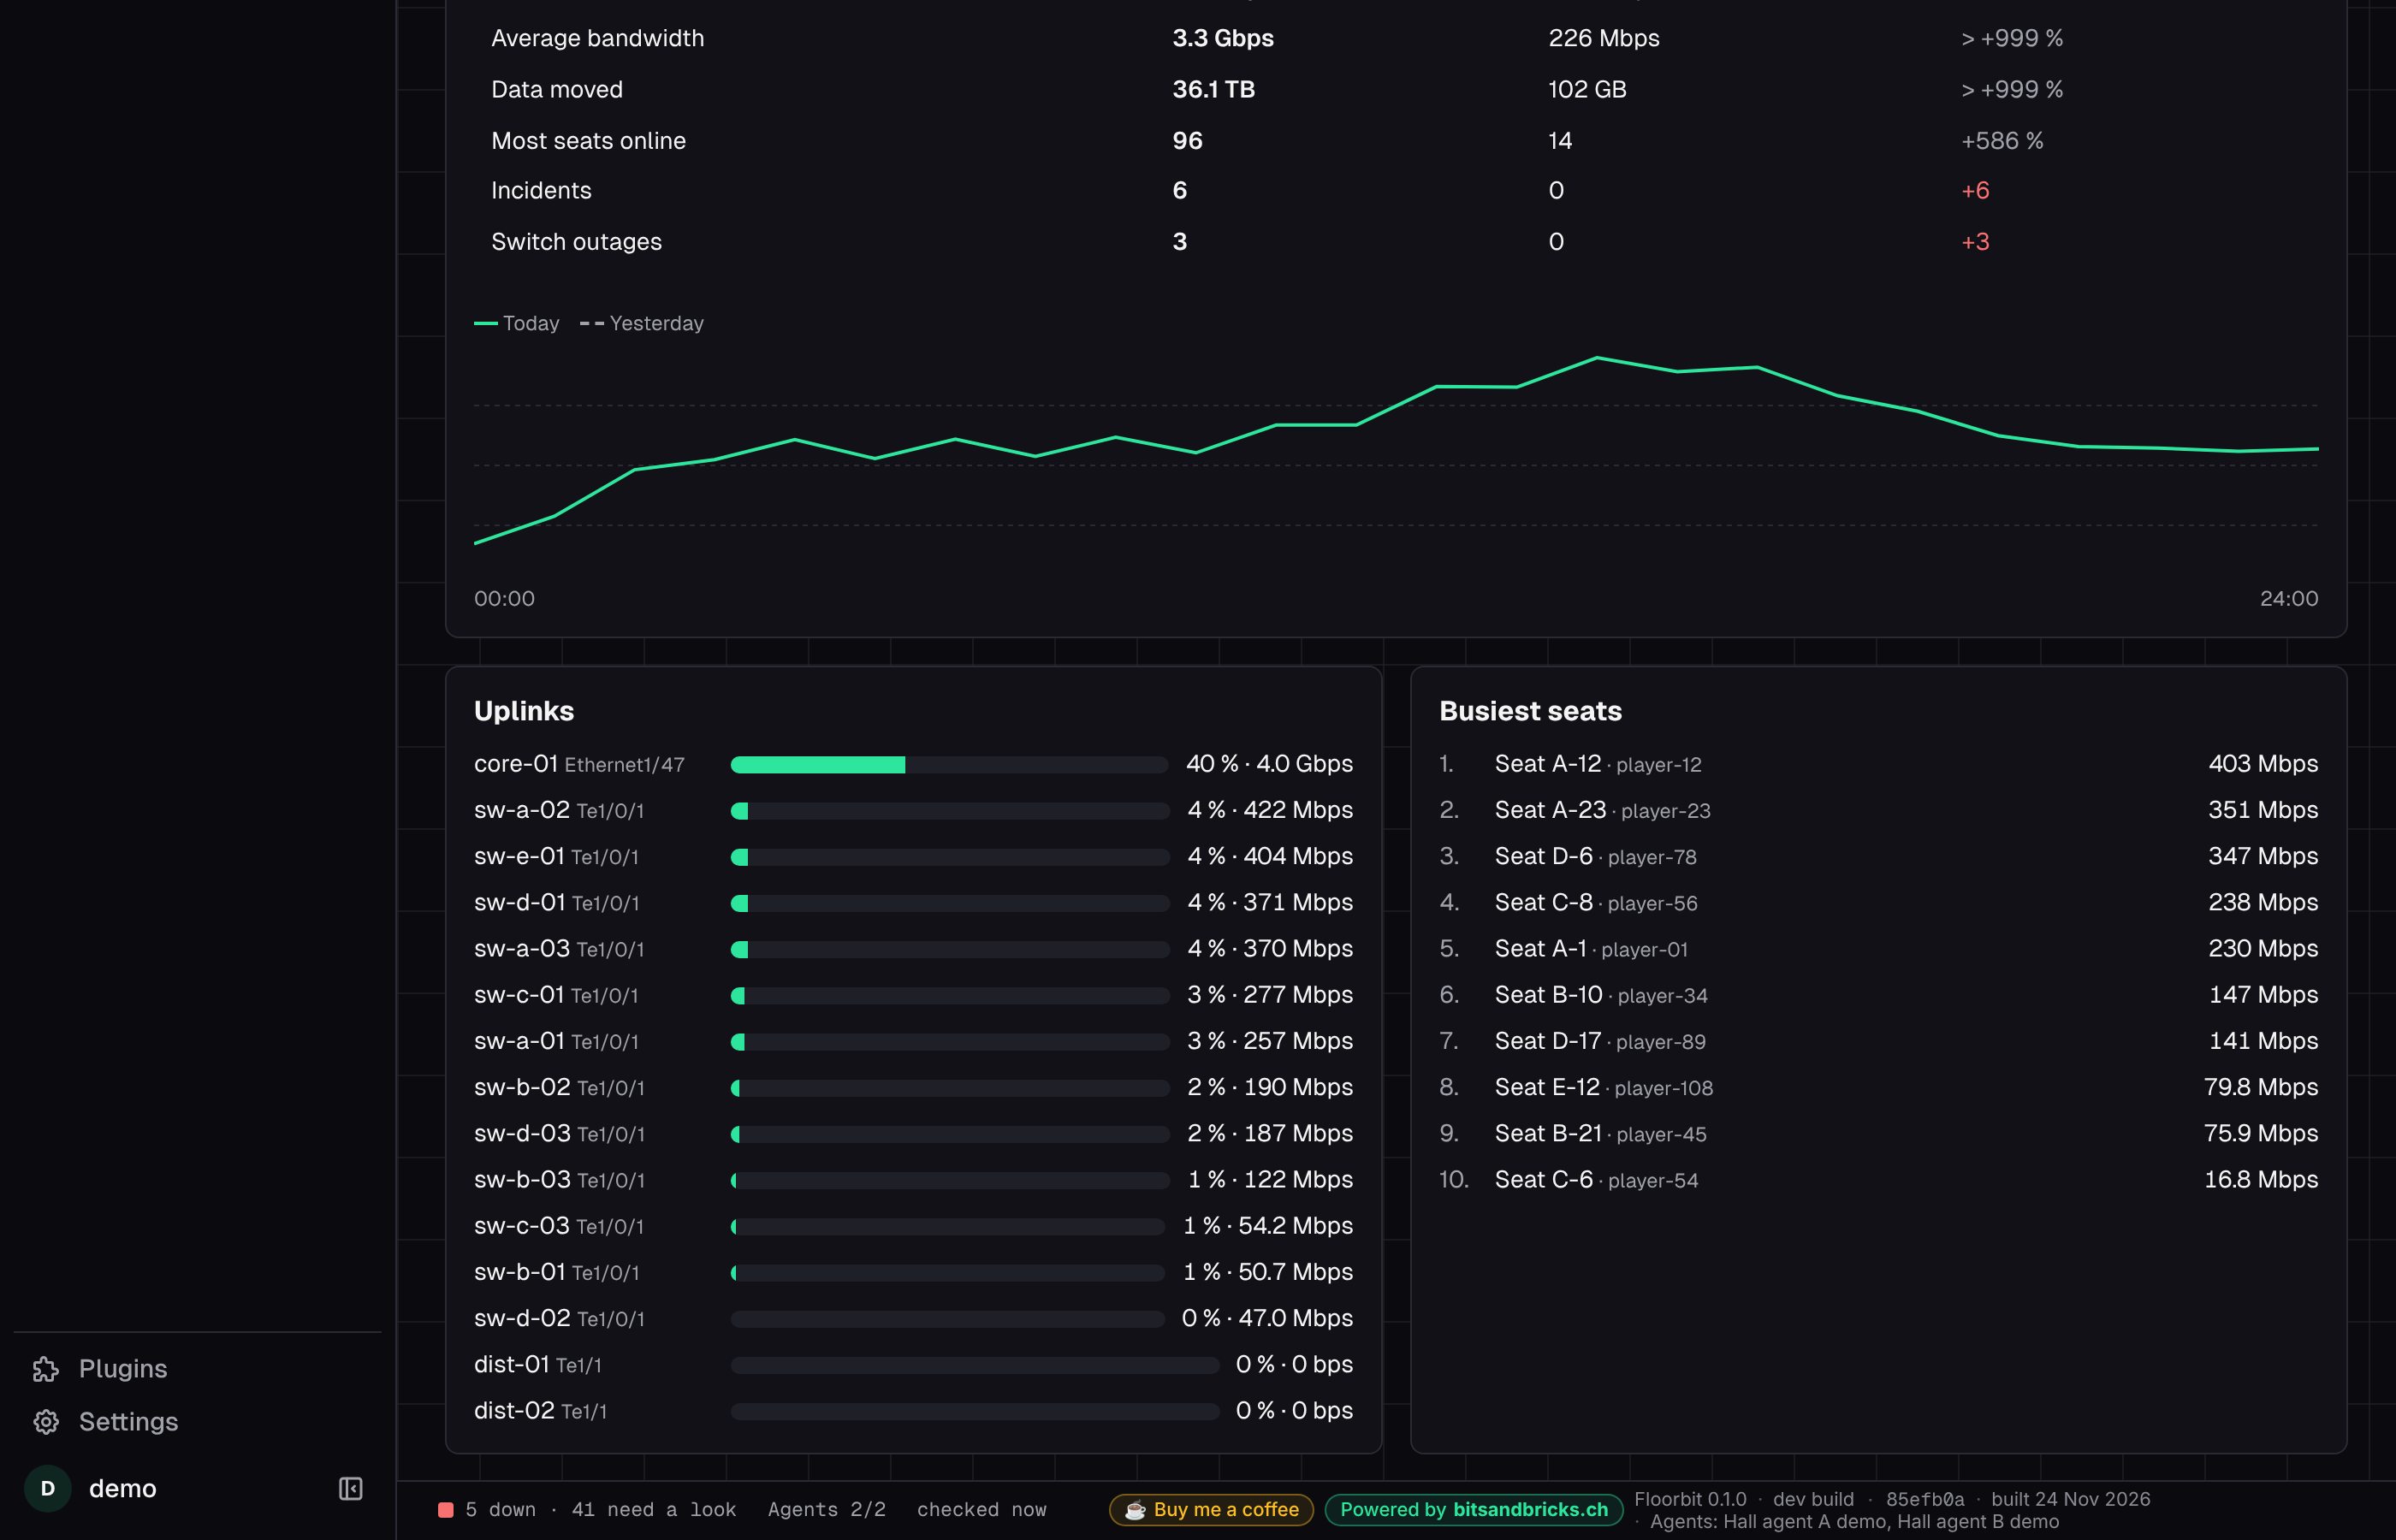 Average bandwidth 3.3 Gbps 226 Mbps > +999 %
Data moved 36.1 TB 102 GB > +999 %
Most seats online 96 14 +586 %
Incidents 6 0 +6
Switch outages 3 0 +3
Today Yesterday
00:00 24:00
Uplinks
core-01 Ethernet1/47 40 % · 4.0 Gbps
sw-a-02 Te1/0/1 4 % · 422 Mbps
sw-e-01 Te1/0/1 4 % · 404 Mbps
sw-d-01 Te1/0/1 4 % · 371 Mbps
sw-a-03 Te1/0/1 4 % · 370 Mbps
sw-c-01 Te1/0/1 3 % · 277 Mbps
sw-a-01 Te1/0/1 3 % · 257 Mbps
sw-b-02 Te1/0/1 2 % · 190 Mbps
sw-d-03 Te1/0/1 2 % · 187 Mbps
sw-b-03 Te1/0/1 1 % · 122 Mbps
sw-c-03 Te1/0/1 1 % · 54.2 Mbps
sw-b-01 Te1/0/1 1 % · 50.7 Mbps
sw-d-02 Te1/0/1 0 % · 47.0 Mbps
dist-01 Te1/1 0 % · 0 bps
dist-02 Te1/1 0 % · 0 bps
Busiest seats
1. Seat A-12 · player-12 403 Mbps
2. Seat A-23 · player-23 351 Mbps
3. Seat D-6 · player-78 347 Mbps
4. Seat C-8 · player-56 238 Mbps
5. Seat A-1 · player-01 230 Mbps
6. Seat B-10 · player-34 147 Mbps
7. Seat D-17 · player-89 141 Mbps
8. Seat E-12 · player-108 79.8 Mbps
9. Seat B-21 · player-45 75.9 Mbps
10. Seat C-6 · player-54 16.8 Mbps
Plugins
Settings
D demo
5 down · 41 need a look Agents 2/2 checked now
☕ Buy me a coffee
Powered by bitsandbricks.ch
Floorbit 0.1.0 · dev build · 85efb0a · built 24 Nov 2026
· Agents: Hall agent A demo, Hall agent B demo